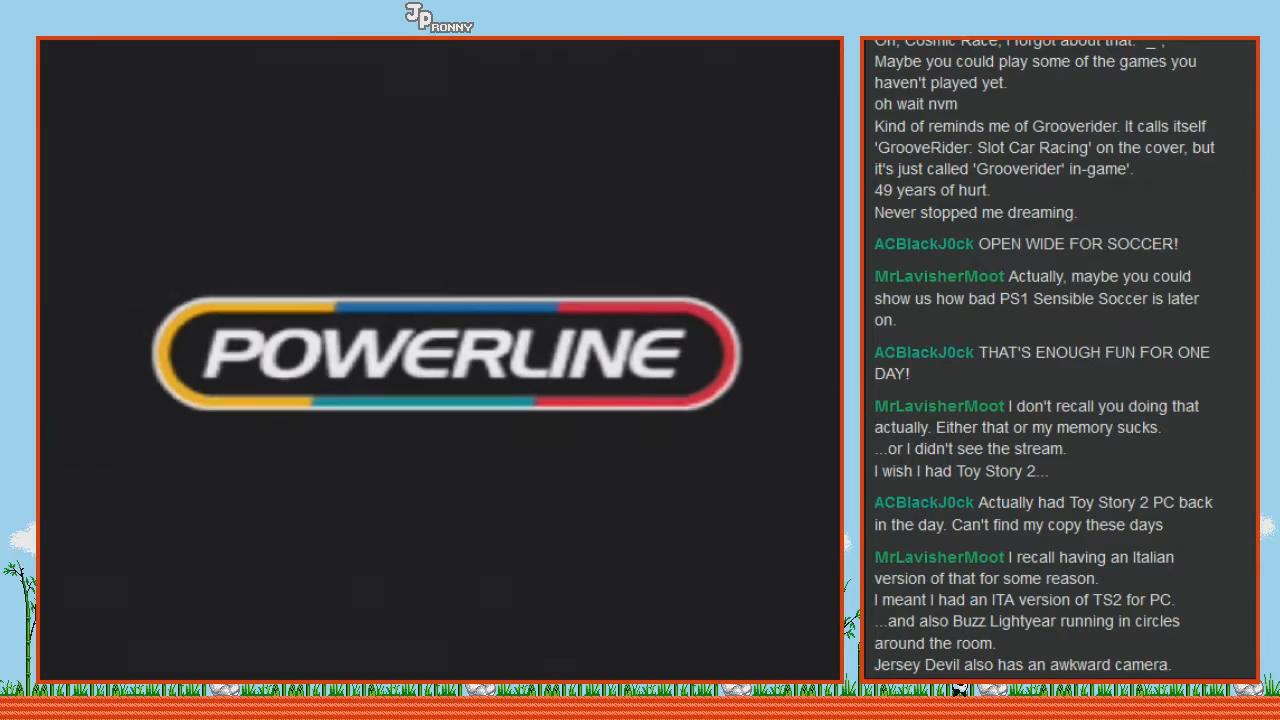 JP RONNY
POWERLINE
Oh, Cosmic Race, I forgot about that. ^_^;
Maybe you could play some of the games you
haven't played yet.
oh wait nvm
Kind of reminds me of Grooverider. It calls itself
'GrooveRider: Slot Car Racing' on the cover, but
it's just called 'Grooverider' in-game'.
49 years of hurt.
Never stopped me dreaming.
ACBlackJ0ck OPEN WIDE FOR SOCCER!
MrLavisherMoot Actually, maybe you could
show us how bad PS1 Sensible Soccer is later
on.
ACBlackJ0ck THAT'S ENOUGH FUN FOR ONE
DAY!
MrLavisherMoot I don't recall you doing that
actually. Either that or my memory sucks.
...or I didn't see the stream.
I wish I had Toy Story 2...
ACBlackJ0ck Actually had Toy Story 2 PC back
in the day. Can't find my copy these days
MrLavisherMoot I recall having an Italian
version of that for some reason.
I meant I had an ITA version of TS2 for PC.
...and also Buzz Lightyear running in circles
around the room.
Jersey Devil also has an awkward camera.